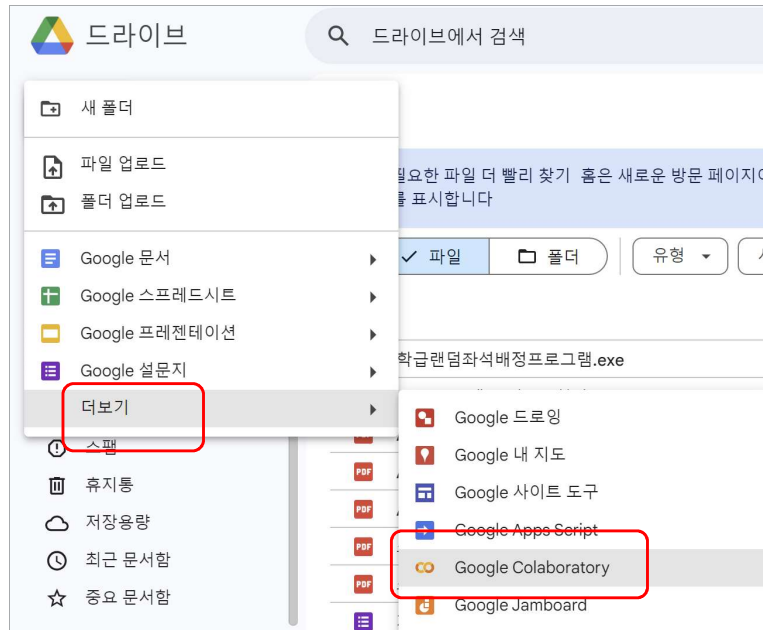 드라이브
드라이브에서 검색
새 폴더
파일 업로드
폴더 업로드
필요한 파일 더 빨리 찾기 홈은 새로운 방문 페이지
를 표시합니다
Google 문서
파일
폴더
유형
Google 스프레드시트
Google 프레젠테이션
Google 설문지
학급랜덤좌석배정프로그램.exe
더보기
Google 드로잉
스팸
Google 내 지도
PDF
휴지통
Google 사이트 도구
PDF
저장용량
Google Apps Script
PDF
최근 문서함
Google Colaboratory
PDF
중요 문서함
Google Jamboard